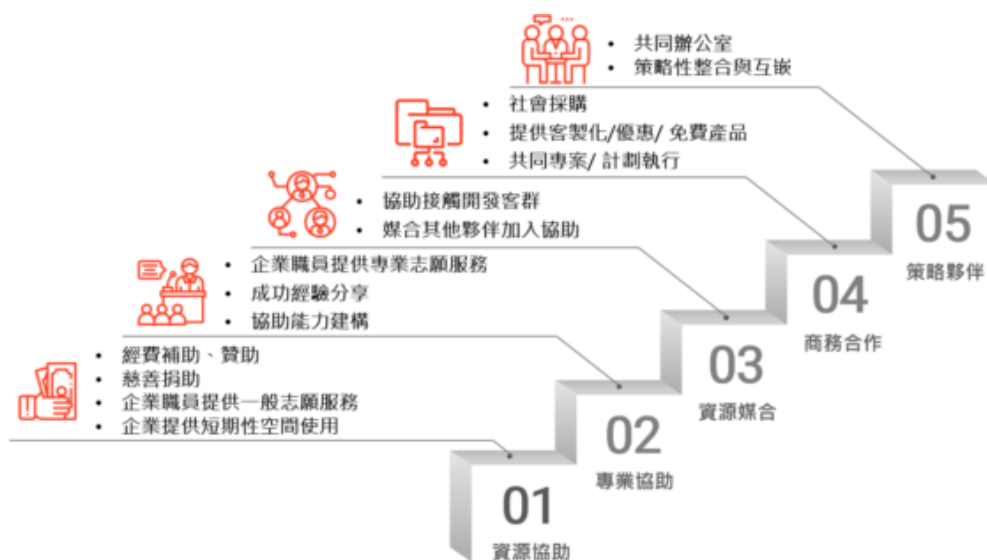 • 共同辦公室
• 策略性整合與互嵌
• 社會採購
• 提供客製化/優惠/ 免費產品
• 共同專案/ 計劃執行
• 協助接觸開發客群
• 媒合其他夥伴加入協助
• 企業職員提供專業志願服務
• 成功經驗分享
• 協助能力建構
• 經費補助、贊助
• 慈善捐助
• 企業職員提供一般志願服務
• 企業提供短期性空間使用
05
策略夥伴
04
商務合作
03
資源媒合
02
專業協助
01
資源協助